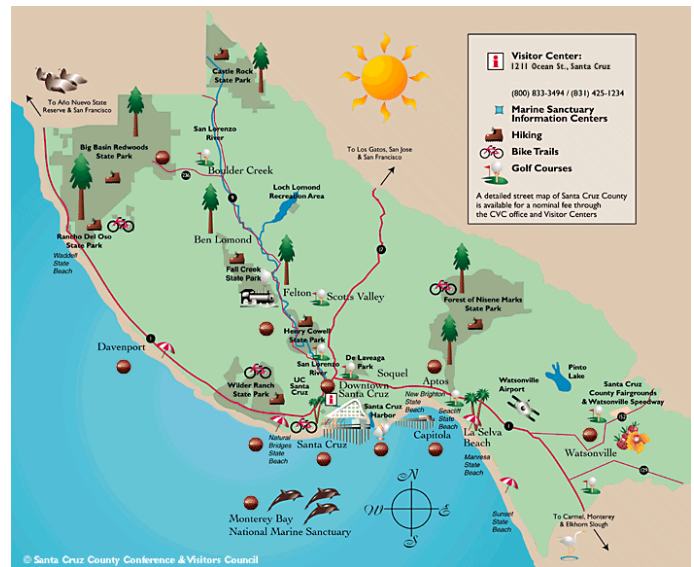 Visitor Center:
1211 Ocean St., Santa Cruz
(800) 833-3494 / (831) 425-1234
Marine Sanctuary
Information Centers
Hiking
Bike Trails
Golf Courses
A detailed street map of Santa Cruz County
is available for a nominal fee through
the CVC office and Visitor Centers
Castle Rock
State Park
To Año Nuevo State
Reserve & San Francisco
San Lorenzo
River
Big Basin Redwoods
State Park
To Los Gatos, San Jose
& San Francisco
Boulder Creek
236
9
Loch Lomond
Recreation Area
Rancho Del Oso
State Park
Waddell
State
Beach
Ben Lomond
17
Fall Creek
State Park
Felton
Scotts Valley
Forest of Nisene Marks
State Park
Henry Cowell
State Park
1
Davenport
San Lorenzo
River
De Laveaga
Park
Soquel
Aptos
Watsonville
Airport
Pinto
Lake
Santa Cruz
County Fairgrounds
& Watsonville Speedway
Wilder Ranch
State Park
UC
Santa
Cruz
Downtown
Santa Cruz
New Brighton
State
Beach
Seacliff
State
Beach
152
Santa Cruz
Harbor
Capitola
La Selva
Beach
1
Watsonville
Natural
Bridges
State
Beach
Santa Cruz
Manresa
State
Beach
129
N
W
E
S
Sunset
State
Beach
To Carmel, Monterey
& Elkhorn Slough
Monterey Bay
National Marine Sanctuary
© Santa Cruz County Conference & Visitors Council